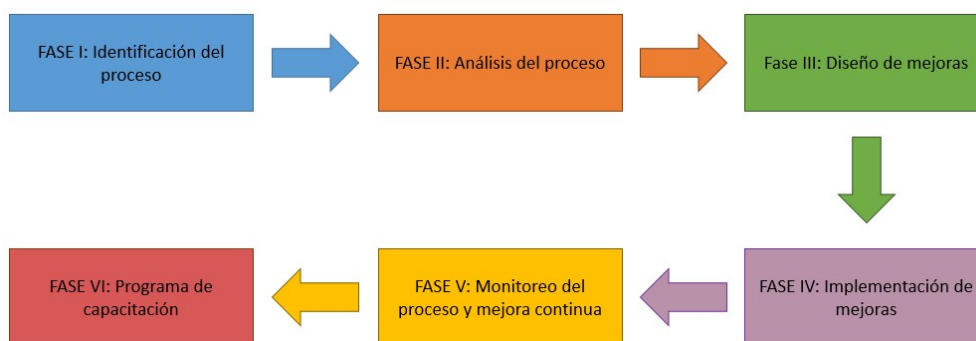 FASE I: Identificación del
proceso
FASE II: Análisis del proceso
Fase III: Diseño de mejoras
FASE IV: Implementación de
mejoras
FASE V: Monitoreo del
proceso y mejora continua
FASE VI: Programa de
capacitación